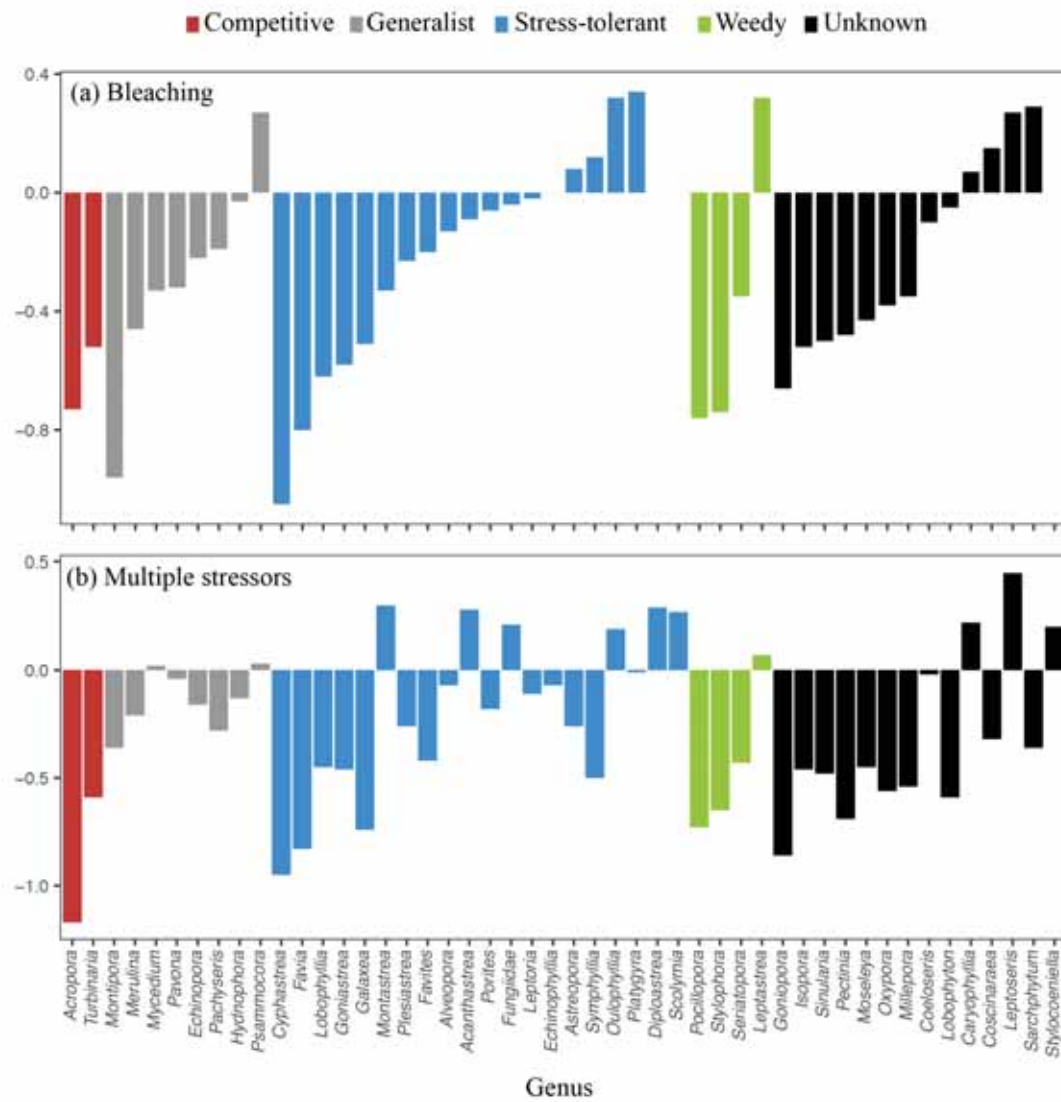 Competitive Generalist Stress-tolerant Weedy Unknown
(a) Bleaching
0.4
0.0
−0.4
−0.8
(b) Multiple stressors
0.5
0.0
−0.5
−1.0
Acropora
Turbinaria
Montipora
Merulina
Mycedium
Pavona
Echinopora
Pachyseris
Hydnophora
Psammocora
Cyphastrea
Favia
Lobophyllia
Goniastrea
Galaxea
Montastrea
Plesiastrea
Favites
Alveopora
Acanthastrea
Porites
Fungiidae
Leptoria
Echinophyllia
Astreopora
Symphyllia
Oulophyllia
Platygyra
Diploastrea
Scolymia
Pocillopora
Stylophora
Seriatopora
Leptastrea
Goniopora
Isopora
Sinularia
Pectinia
Moseleya
Oxypora
Millepora
Coeloseris
Lobophyton
Caryophyllia
Coscinaraea
Leptoseris
Sarchphytum
Stylocoeniella
Genus